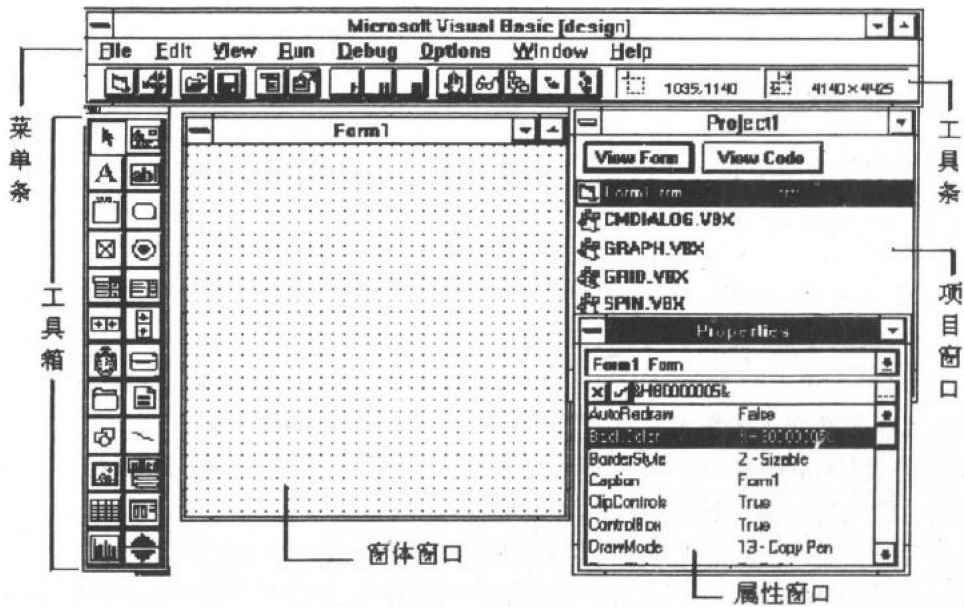 Microsoft Visual Basic [design]
File Edit View Run Debug Options Window Help
1035,1140 4140×4425
菜单条
工具条
Form1
Project1
View Form View Code
CMDIALOG.VBX
GRAPH.VBX
GRID.VBX
SPIN.VBX
工具箱
项目窗口
Properties
Form1 Form
&H80000005&
AutoRedraw False
BackColor
BorderStyle 2 - Sizable
Caption Form1
ClipControls True
ControlBox True
DrawMode 13 - Copy Pen
窗体窗口
属性窗口